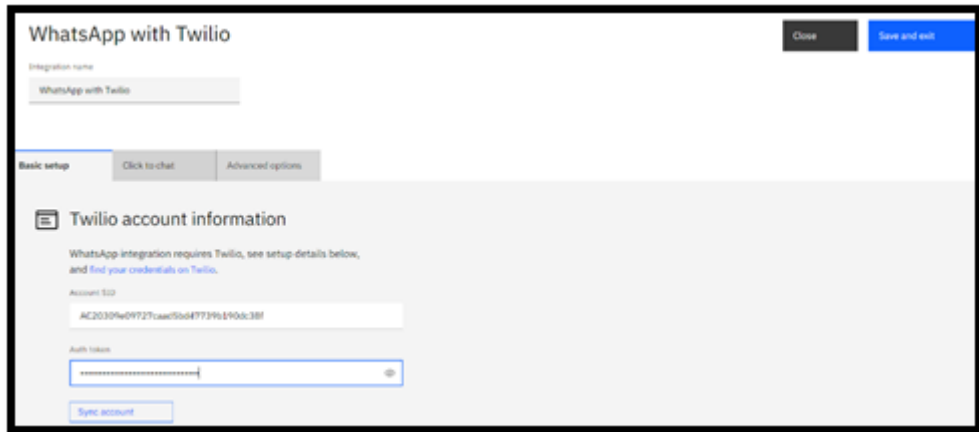 WhatsApp with Twilio
Close
Save and exit
Integration name
WhatsApp with Twilio
Basic setup
Click to chat
Advanced options
Twilio account information
WhatsApp integration requires Twilio, see setup details below,
and find your credentials on Twilio.
Account SID
Auth token
Sync account